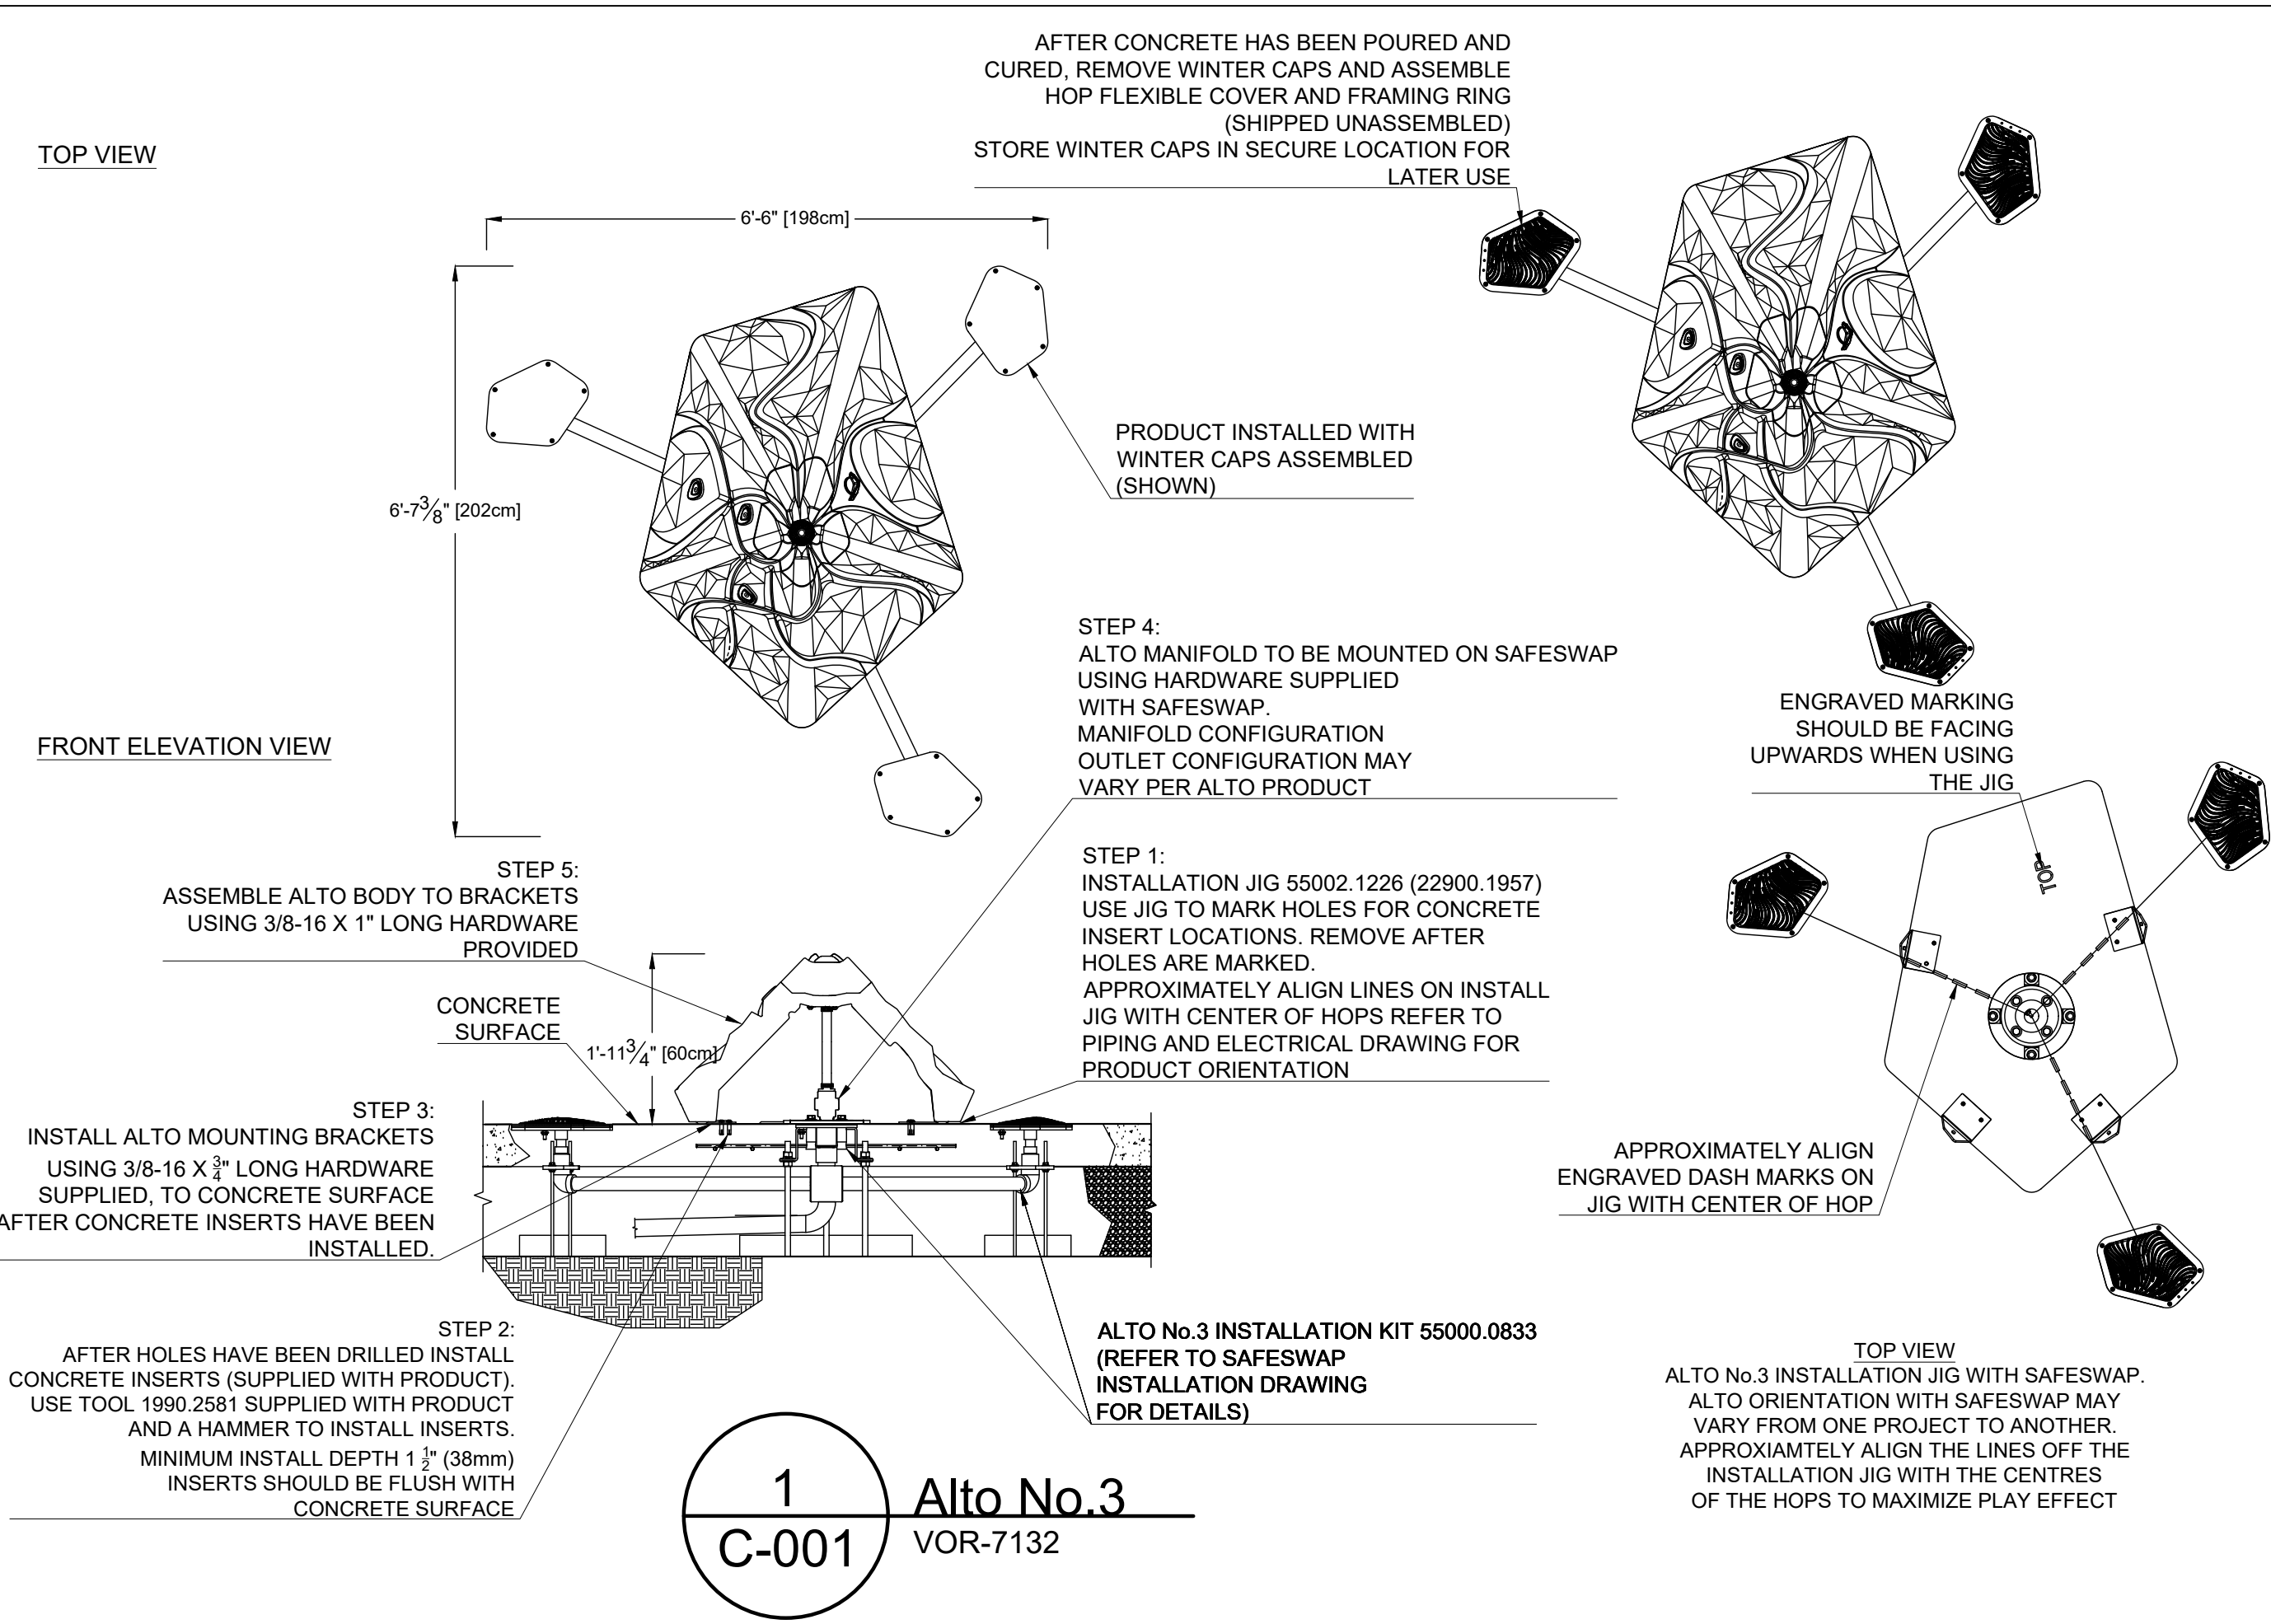 AFTER CONCRETE HAS BEEN POURED AND
CURED, REMOVE WINTER CAPS AND ASSEMBLE
HOP FLEXIBLE COVER AND FRAMING RING
(SHIPPED UNASSEMBLED)
STORE WINTER CAPS IN SECURE LOCATION FOR
LATER USE
TOP VIEW
6'-6" [198cm]
6'-7 3/8" [202cm]
PRODUCT INSTALLED WITH
WINTER CAPS ASSEMBLED
(SHOWN)
STEP 4:
ALTO MANIFOLD TO BE MOUNTED ON SAFESWAP
USING HARDWARE SUPPLIED
WITH SAFESWAP.
MANIFOLD CONFIGURATION
OUTLET CONFIGURATION MAY
VARY PER ALTO PRODUCT
ENGRAVED MARKING
SHOULD BE FACING
UPWARDS WHEN USING
THE JIG
FRONT ELEVATION VIEW
STEP 5:
ASSEMBLE ALTO BODY TO BRACKETS
USING 3/8-16 X 1" LONG HARDWARE
PROVIDED
STEP 1:
INSTALLATION JIG 55002.1226 (22900.1957)
USE JIG TO MARK HOLES FOR CONCRETE
INSERT LOCATIONS. REMOVE AFTER
HOLES ARE MARKED.
APPROXIMATELY ALIGN LINES ON INSTALL
JIG WITH CENTER OF HOPS REFER TO
PIPING AND ELECTRICAL DRAWING FOR
PRODUCT ORIENTATION
TOP
CONCRETE
SURFACE
1'-11 3/4" [60cm]
STEP 3:
INSTALL ALTO MOUNTING BRACKETS
USING 3/8-16 X 3/4" LONG HARDWARE
SUPPLIED, TO CONCRETE SURFACE
AFTER CONCRETE INSERTS HAVE BEEN
INSTALLED.
APPROXIMATELY ALIGN
ENGRAVED DASH MARKS ON
JIG WITH CENTER OF HOP
STEP 2:
AFTER HOLES HAVE BEEN DRILLED INSTALL
CONCRETE INSERTS (SUPPLIED WITH PRODUCT).
USE TOOL 1990.2581 SUPPLIED WITH PRODUCT
AND A HAMMER TO INSTALL INSERTS.
MINIMUM INSTALL DEPTH 1 1/2" (38mm)
INSERTS SHOULD BE FLUSH WITH
CONCRETE SURFACE
ALTO No.3 INSTALLATION KIT 55000.0833
(REFER TO SAFESWAP
INSTALLATION DRAWING
FOR DETAILS)
TOP VIEW
ALTO No.3 INSTALLATION JIG WITH SAFESWAP.
ALTO ORIENTATION WITH SAFESWAP MAY
VARY FROM ONE PROJECT TO ANOTHER.
APPROXIAMTELY ALIGN THE LINES OFF THE
INSTALLATION JIG WITH THE CENTRES
OF THE HOPS TO MAXIMIZE PLAY EFFECT
1
C-001
Alto No.3
VOR-7132